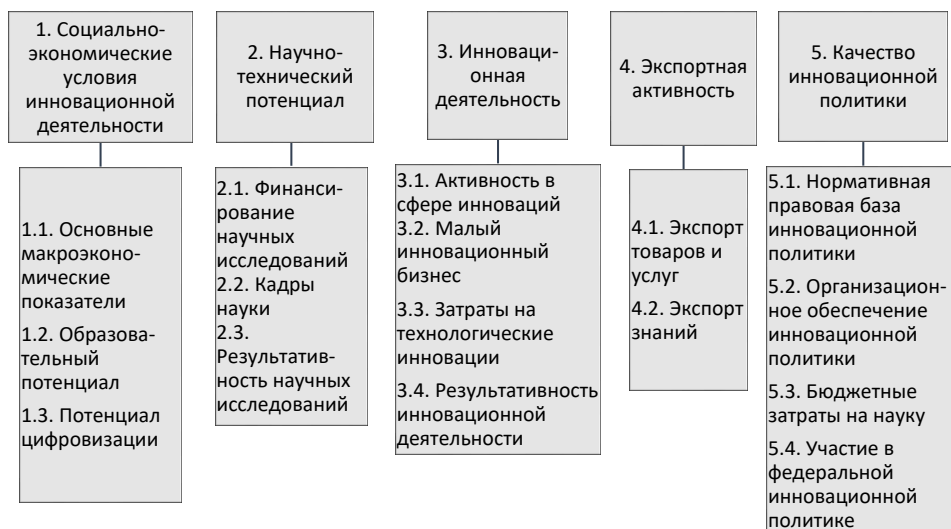 1. Социально-
экономические
условия
инновационной
деятельности
2. Научно-
технический
потенциал
3. Инноваци-
онная
деятельность
4. Экспортная
активность
5. Качество
инновационной
политики
1.1. Основные
макроэконо-
мические
показатели
1.2. Образова-
тельный
потенциал
1.3. Потенциал
цифровизации
2.1. Финанси-
рование
научных
исследований
2.2. Кадры
науки
2.3.
Результатив-
ность научных
исследований
3.1. Активность в
сфере инноваций
3.2. Малый
инновационный
бизнес
3.3. Затраты на
технологические
инновации
3.4. Результативность
инновационной
деятельности
4.1. Экспорт
товаров и
услуг
4.2. Экспорт
знаний
5.1. Нормативная
правовая база
инновационной
политики
5.2. Организацион-
ное обеспечение
инновационной
политики
5.3. Бюджетные
затраты на науку
5.4. Участие в
федеральной
инновационной
политике